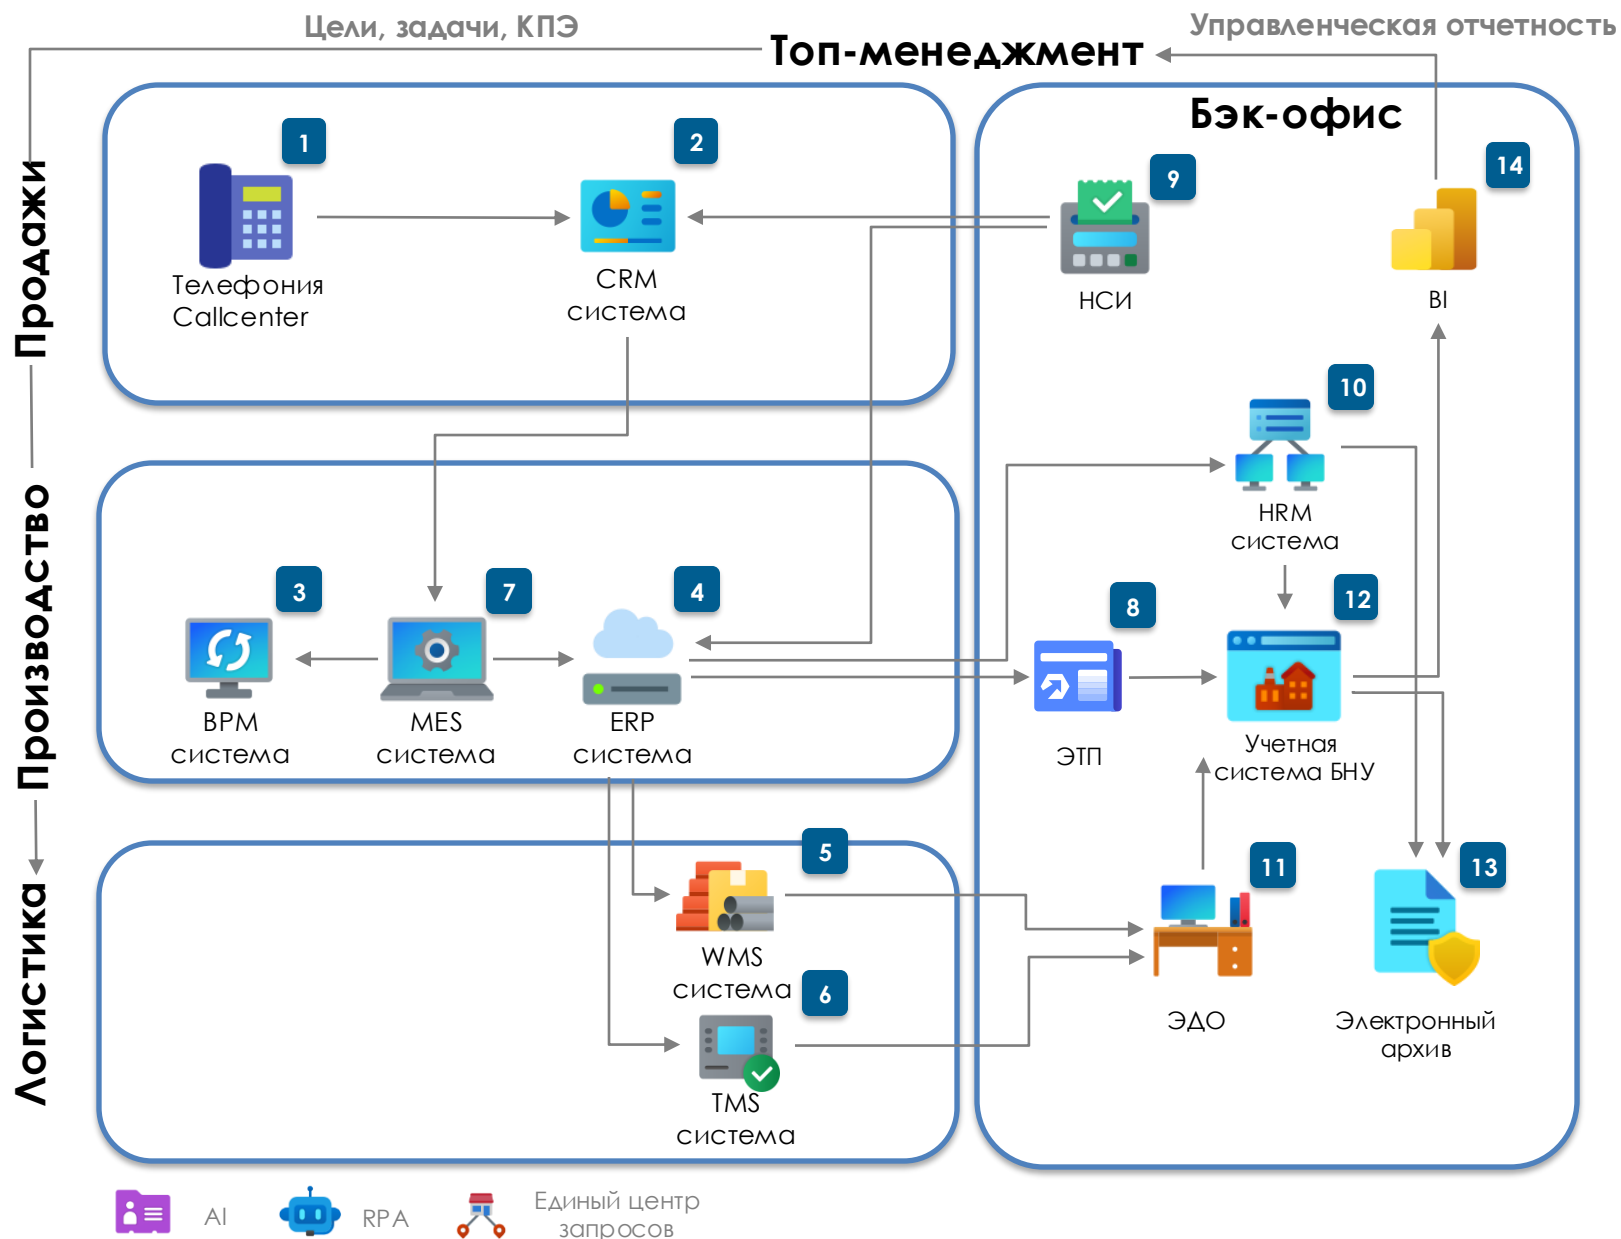 Цели, задачи, КПЭ
Управленческая отчетность
Топ-менеджмент
Бэк-офис
Продажи
1
2
9
14
Телефония
Callcenter
CRM
система
НСИ
BI
10
HRM
система
Производство
3
7
4
8
12
BPM
система
MES
система
ERP
система
ЭТП
Учетная
система БНУ
Логистика
5
11
13
WMS
система
6
ЭДО
Электронный
архив
TMS
система
AI
RPA
Единый центр
запросов